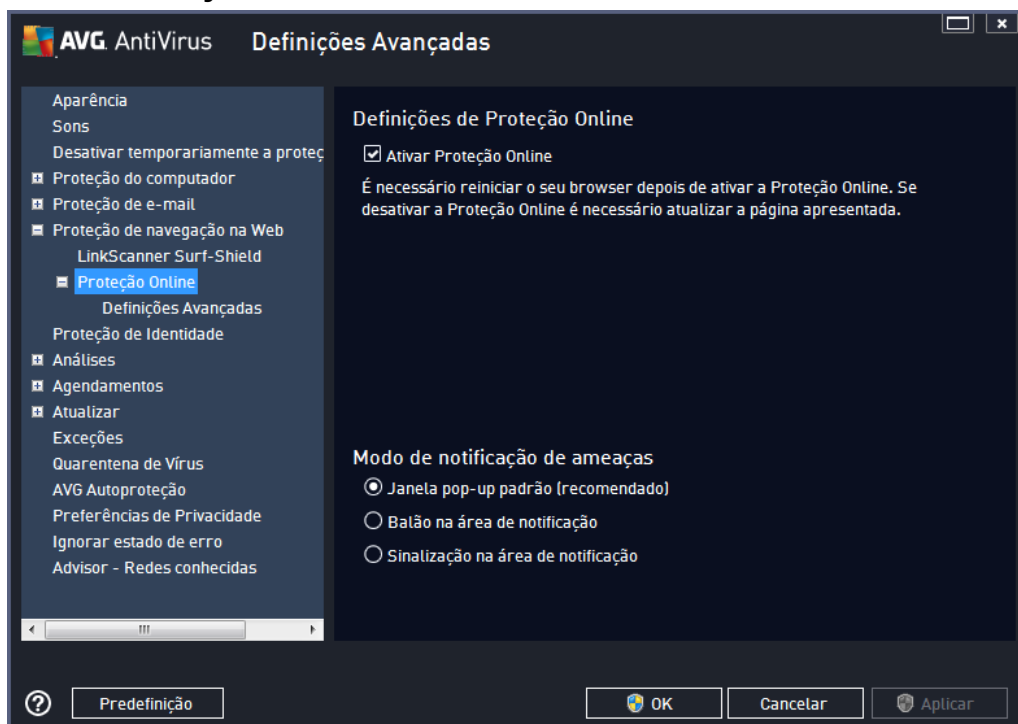 AVG. AntiVirus Definições Avançadas
Aparência
Sons
Desativar temporariamente a proteç
Proteção do computador
Proteção de e-mail
Proteção de navegação na Web
LinkScanner Surf-Shield
Proteção Online
Definições Avançadas
Proteção de Identidade
Análises
Agendamentos
Atualizar
Exceções
Quarentena de Vírus
AVG Autoproteção
Preferências de Privacidade
Ignorar estado de erro
Advisor - Redes conhecidas
Definições de Proteção Online
Ativar Proteção Online
É necessário reiniciar o seu browser depois de ativar a Proteção Online. Se
desativar a Proteção Online é necessário atualizar a página apresentada.
Modo de notificação de ameaças
Janela pop-up padrão (recomendado)
Balão na área de notificação
Sinalização na área de notificação
Predefinição
OK
Cancelar
Aplicar